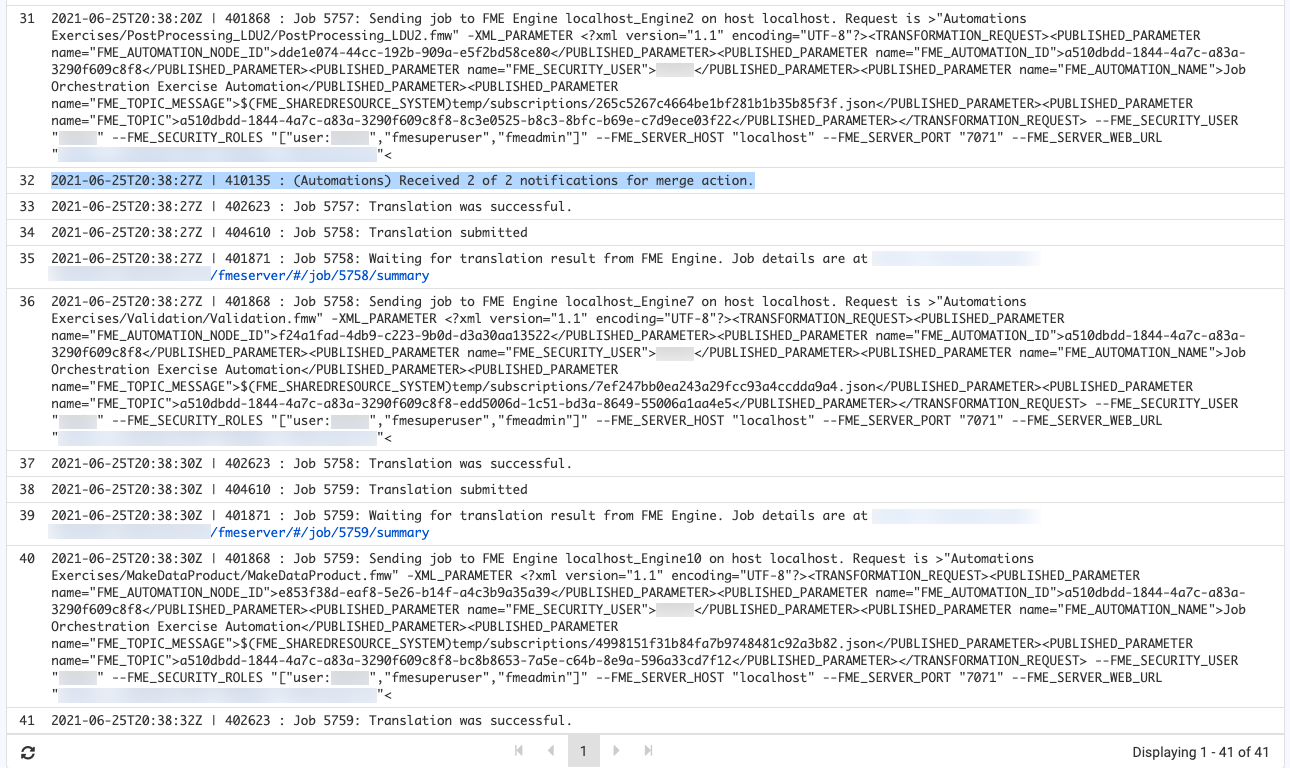 31 2021-06-25T20:38:20Z | 401868 : Job 5757: Sending job to FME Engine localhost_Engine2 on host localhost. Request is >"Automations
Exercises/PostProcessing_LDU2/PostProcessing_LDU2.fmw" -XML_PARAMETER <?xml version="1.1" encoding="UTF-8"?><TRANSFORMATION_REQUEST><PUBLISHED_PARAMETER
name="FME_AUTOMATION_NODE_ID">dde1e074-44cc-192b-909a-e5f2bd58ce80</PUBLISHED_PARAMETER><PUBLISHED_PARAMETER name="FME_AUTOMATION_ID">a510dbdd-1844-4a7c-a83a-
3290f609c8f8</PUBLISHED_PARAMETER><PUBLISHED_PARAMETER name="FME_SECURITY_USER"> </PUBLISHED_PARAMETER><PUBLISHED_PARAMETER name="FME_AUTOMATION_NAME">Job
Orchestration Exercise Automation</PUBLISHED_PARAMETER><PUBLISHED_PARAMETER
name="FME_TOPIC_MESSAGE">$(FME_SHAREDRESOURCE_SYSTEM)temp/subscriptions/265c5267c4664be1bf281b1b35b85f3f.json</PUBLISHED_PARAMETER><PUBLISHED_PARAMETER
name="FME_TOPIC">a510dbdd-1844-4a7c-a83a-3290f609c8f8-8c3e0525-b8c3-8bfc-b69e-c7d9ece03f22</PUBLISHED_PARAMETER></TRANSFORMATION_REQUEST> --FME_SECURITY_USER
" " --FME_SECURITY_ROLES "["user: ","fmesuperuser","fmeadmin"]" --FME_SERVER_HOST "localhost" --FME_SERVER_PORT "7071" --FME_SERVER_WEB_URL
" "<
32 2021-06-25T20:38:27Z | 410135 : (Automations) Received 2 of 2 notifications for merge action.
33 2021-06-25T20:38:27Z | 402623 : Job 5757: Translation was successful.
34 2021-06-25T20:38:27Z | 404610 : Job 5758: Translation submitted
35 2021-06-25T20:38:27Z | 401871 : Job 5758: Waiting for translation result from FME Engine. Job details are at
/fmeserver/#/job/5758/summary
36 2021-06-25T20:38:27Z | 401868 : Job 5758: Sending job to FME Engine localhost_Engine7 on host localhost. Request is >"Automations
Exercises/Validation/Validation.fmw" -XML_PARAMETER <?xml version="1.1" encoding="UTF-8"?><TRANSFORMATION_REQUEST><PUBLISHED_PARAMETER
name="FME_AUTOMATION_NODE_ID">f24a1fad-4db9-c223-9b0d-d3a30aa13522</PUBLISHED_PARAMETER><PUBLISHED_PARAMETER name="FME_AUTOMATION_ID">a510dbdd-1844-4a7c-a83a-
3290f609c8f8</PUBLISHED_PARAMETER><PUBLISHED_PARAMETER name="FME_SECURITY_USER"> </PUBLISHED_PARAMETER><PUBLISHED_PARAMETER name="FME_AUTOMATION_NAME">Job
Orchestration Exercise Automation</PUBLISHED_PARAMETER><PUBLISHED_PARAMETER
name="FME_TOPIC_MESSAGE">$(FME_SHAREDRESOURCE_SYSTEM)temp/subscriptions/7ef247bb0ea243a29fcc93a4ccdda9a4.json</PUBLISHED_PARAMETER><PUBLISHED_PARAMETER
name="FME_TOPIC">a510dbdd-1844-4a7c-a83a-3290f609c8f8-edd5006d-1c51-bd3a-8649-55006a1aa4e5</PUBLISHED_PARAMETER></TRANSFORMATION_REQUEST> --FME_SECURITY_USER
" " --FME_SECURITY_ROLES "["user: ","fmesuperuser","fmeadmin"]" --FME_SERVER_HOST "localhost" --FME_SERVER_PORT "7071" --FME_SERVER_WEB_URL
" "<
37 2021-06-25T20:38:30Z | 402623 : Job 5758: Translation was successful.
38 2021-06-25T20:38:30Z | 404610 : Job 5759: Translation submitted
39 2021-06-25T20:38:30Z | 401871 : Job 5759: Waiting for translation result from FME Engine. Job details are at
/fmeserver/#/job/5759/summary
40 2021-06-25T20:38:30Z | 401868 : Job 5759: Sending job to FME Engine localhost_Engine10 on host localhost. Request is >"Automations
Exercises/MakeDataProduct/MakeDataProduct.fmw" -XML_PARAMETER <?xml version="1.1" encoding="UTF-8"?><TRANSFORMATION_REQUEST><PUBLISHED_PARAMETER
name="FME_AUTOMATION_NODE_ID">e853f38d-eaf8-5e26-b14f-a4c3b9a35a39</PUBLISHED_PARAMETER><PUBLISHED_PARAMETER name="FME_AUTOMATION_ID">a510dbdd-1844-4a7c-a83a-
3290f609c8f8</PUBLISHED_PARAMETER><PUBLISHED_PARAMETER name="FME_SECURITY_USER"> </PUBLISHED_PARAMETER><PUBLISHED_PARAMETER name="FME_AUTOMATION_NAME">Job
Orchestration Exercise Automation</PUBLISHED_PARAMETER><PUBLISHED_PARAMETER
name="FME_TOPIC_MESSAGE">$(FME_SHAREDRESOURCE_SYSTEM)temp/subscriptions/4998151f31b84fa7b9748481c92a3b82.json</PUBLISHED_PARAMETER><PUBLISHED_PARAMETER
name="FME_TOPIC">a510dbdd-1844-4a7c-a83a-3290f609c8f8-bc8b8653-7a5e-c64b-8e9a-596a33cd7f12</PUBLISHED_PARAMETER></TRANSFORMATION_REQUEST> --FME_SECURITY_USER
" " --FME_SECURITY_ROLES "["user: ","fmesuperuser","fmeadmin"]" --FME_SERVER_HOST "localhost" --FME_SERVER_PORT "7071" --FME_SERVER_WEB_URL
" "<
41 2021-06-25T20:38:32Z | 402623 : Job 5759: Translation was successful.
1
Displaying 1 - 41 of 41